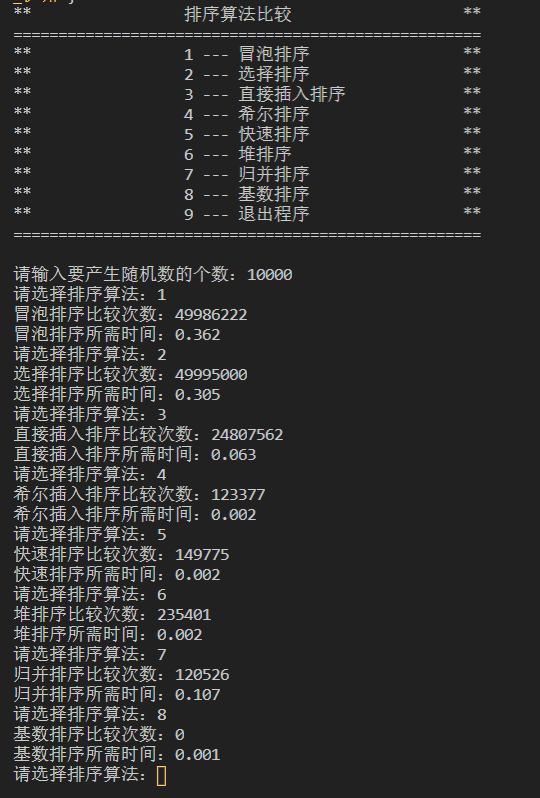 ** 排序算法比较 **
====================================================
** 1 --- 冒泡排序 **
** 2 --- 选择排序 **
** 3 --- 直接插入排序 **
** 4 --- 希尔排序 **
** 5 --- 快速排序 **
** 6 --- 堆排序 **
** 7 --- 归并排序 **
** 8 --- 基数排序 **
** 9 --- 退出程序 **
====================================================
请输入要产生随机数的个数：10000
请选择排序算法：1
冒泡排序比较次数：49986222
冒泡排序所需时间：0.362
请选择排序算法：2
选择排序比较次数：49995000
选择排序所需时间：0.305
请选择排序算法：3
直接插入排序比较次数：24807562
直接插入排序所需时间：0.063
请选择排序算法：4
希尔插入排序比较次数：123377
希尔插入排序所需时间：0.002
请选择排序算法：5
快速排序比较次数：149775
快速排序所需时间：0.002
请选择排序算法：6
堆排序比较次数：235401
堆排序所需时间：0.002
请选择排序算法：7
归并排序比较次数：120526
归并排序所需时间：0.107
请选择排序算法：8
基数排序比较次数：0
基数排序所需时间：0.001
请选择排序算法：